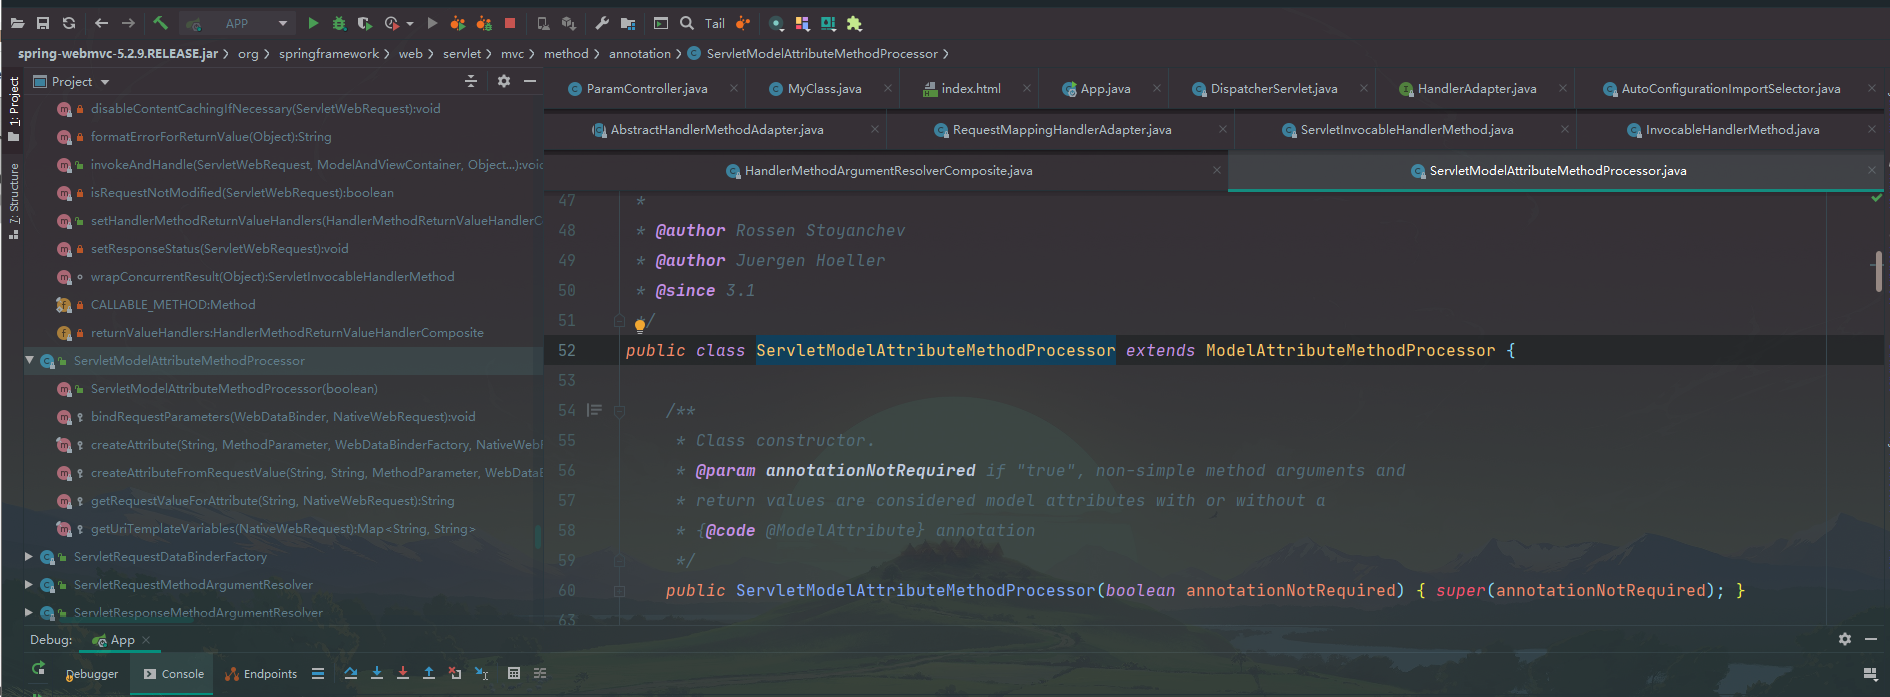 APP
Tail
spring-webmvc-5.2.9.RELEASE.jar org springframework web servlet mvc method annotation ServletModelAttributeMethodProcessor
1: Project
7: Structure
Project
disableContentCachingIfNecessary(ServletWebRequest):void
formatErrorForReturnValue(Object):String
invokeAndHandle(ServletWebRequest, ModelAndViewContainer, Object...):void
isRequestNotModified(ServletWebRequest):boolean
setHandlerMethodReturnValueHandlers(HandlerMethodReturnValueHandlerC
setResponseStatus(ServletWebRequest):void
wrapConcurrentResult(Object):ServletInvocableHandlerMethod
CALLABLE_METHOD:Method
returnValueHandlers:HandlerMethodReturnValueHandlerComposite
ServletModelAttributeMethodProcessor
ServletModelAttributeMethodProcessor(boolean)
bindRequestParameters(WebDataBinder, NativeWebRequest):void
createAttribute(String, MethodParameter, WebDataBinderFactory, NativeWebR
createAttributeFromRequestValue(String, String, MethodParameter, WebDataB
getRequestValueForAttribute(String, NativeWebRequest):String
getUriTemplateVariables(NativeWebRequest):Map<String, String>
ServletRequestDataBinderFactory
ServletRequestMethodArgumentResolver
ServletResponseMethodArgumentResolver
ParamController.java MyClass.java index.html App.java DispatcherServlet.java HandlerAdapter.java AutoConfigurationImportSelector.java
AbstractHandlerMethodAdapter.java RequestMappingHandlerAdapter.java ServletInvocableHandlerMethod.java InvocableHandlerMethod.java
HandlerMethodArgumentResolverComposite.java ServletModelAttributeMethodProcessor.java
47 *
48 * @author Rossen Stoyanchev
49 * @author Juergen Hoeller
50 * @since 3.1
51 */
52 public class ServletModelAttributeMethodProcessor extends ModelAttributeMethodProcessor {
53
54 /**
55 * Class constructor.
56 * @param annotationNotRequired if "true", non-simple method arguments and
57 * return values are considered model attributes with or without a
58 * {@code @ModelAttribute} annotation
59 */
60 public ServletModelAttributeMethodProcessor(boolean annotationNotRequired) { super(annotationNotRequired); }
63
Debug: App
Debugger Console Endpoints